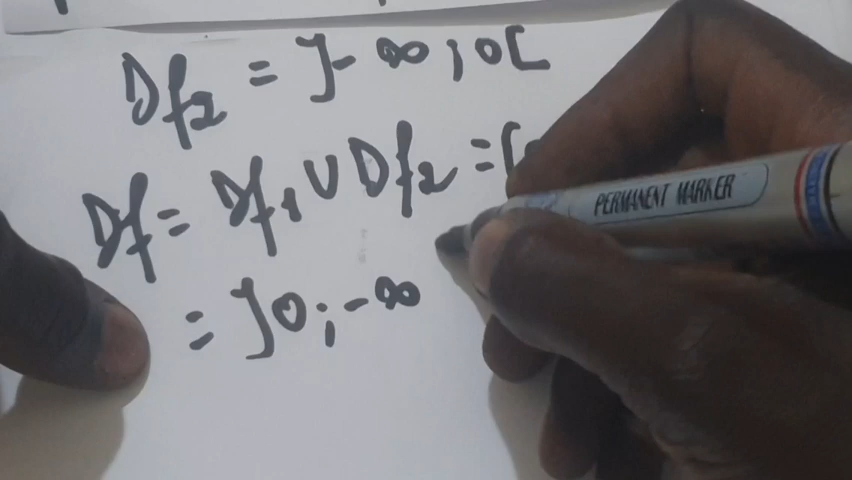 Df2 = ]-∞ ; 0[
Df = Df1 ∪ Df2 = [
= ]0 ; -∞
PERMANENT MARKER